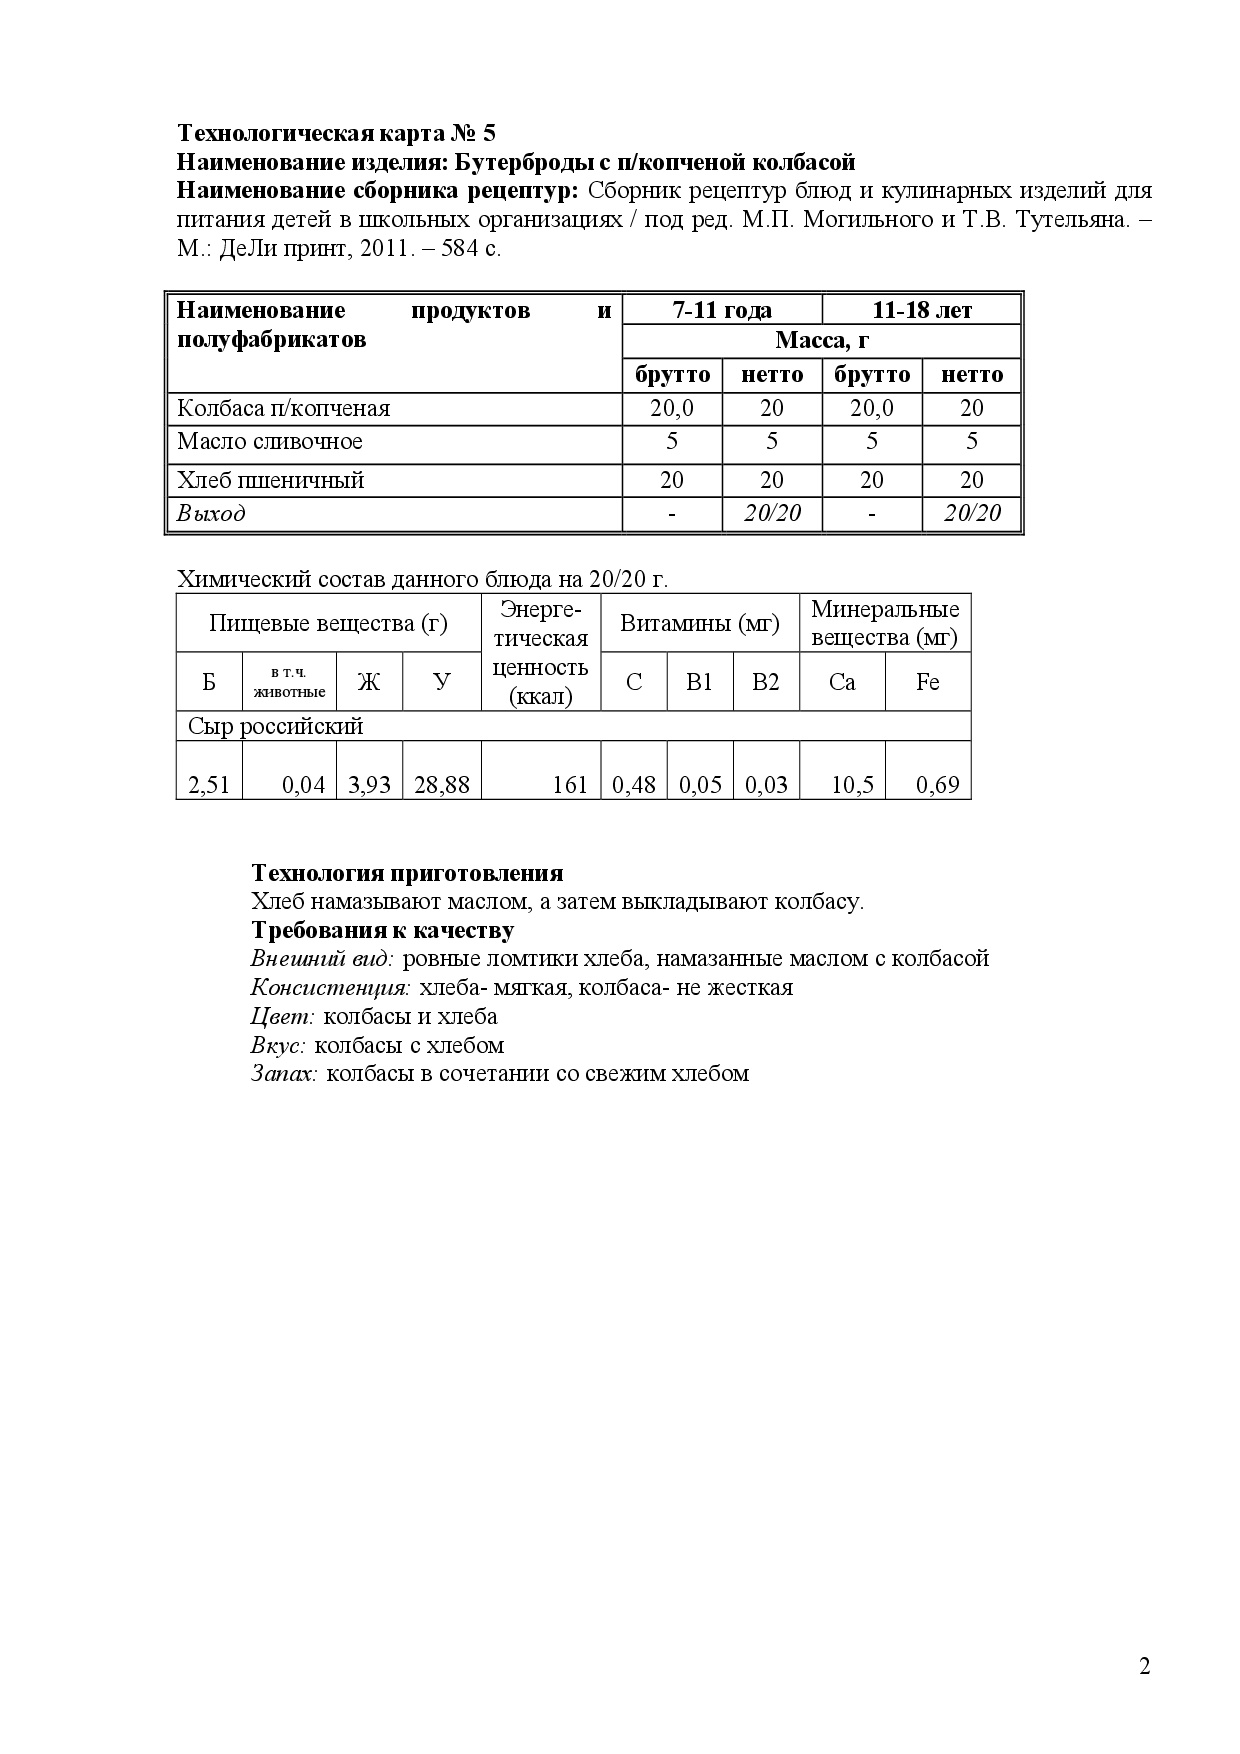 Технологическая карта № 5
Наименование изделия: Бутерброды с п/копченой колбасой
Наименование сборника рецептур: Сборник рецептур блюд и кулинарных изделий для
питания детей в школьных организациях / под ред. М.П. Могильного и Т.В. Тутельяна. –
М.: ДеЛи принт, 2011. – 584 с.
Наименование продуктов и 7-11 года 11-18 лет
полуфабрикатов Масса, г
брутто нетто брутто нетто
Колбаса п/копченая 20,0 20 20,0 20
Масло сливочное 5 5 5 5
Хлеб пшеничный 20 20 20 20
Выход - 20/20 - 20/20
Химический состав данного блюда на 20/20 г.
Пищевые вещества (г) Энерге-
тическая
ценность
(ккал) Витамины (мг) Минеральные
вещества (мг)
Б в т.ч.
животные Ж У С В1 В2 Са Fe
Сыр российский
2,51 0,04 3,93 28,88 161 0,48 0,05 0,03 10,5 0,69
Технология приготовления
Хлеб намазывают маслом, а затем выкладывают колбасу.
Требования к качеству
Внешний вид: ровные ломтики хлеба, намазанные маслом с колбасой
Консистенция: хлеба- мягкая, колбаса- не жесткая
Цвет: колбасы и хлеба
Вкус: колбасы с хлебом
Запах: колбасы в сочетании со свежим хлебом
2